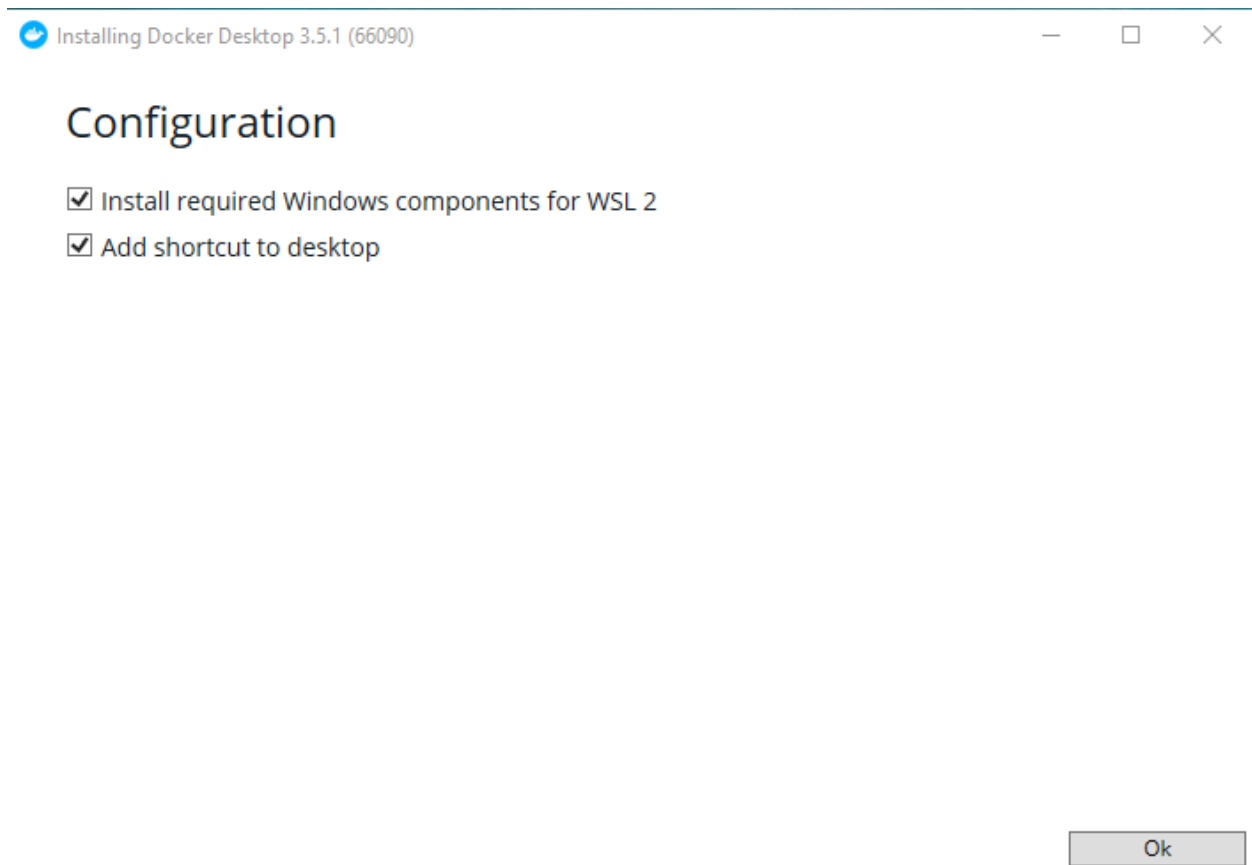 Installing Docker Desktop 3.5.1 (66090)
Configuration
Install required Windows components for WSL 2
Add shortcut to desktop
Ok